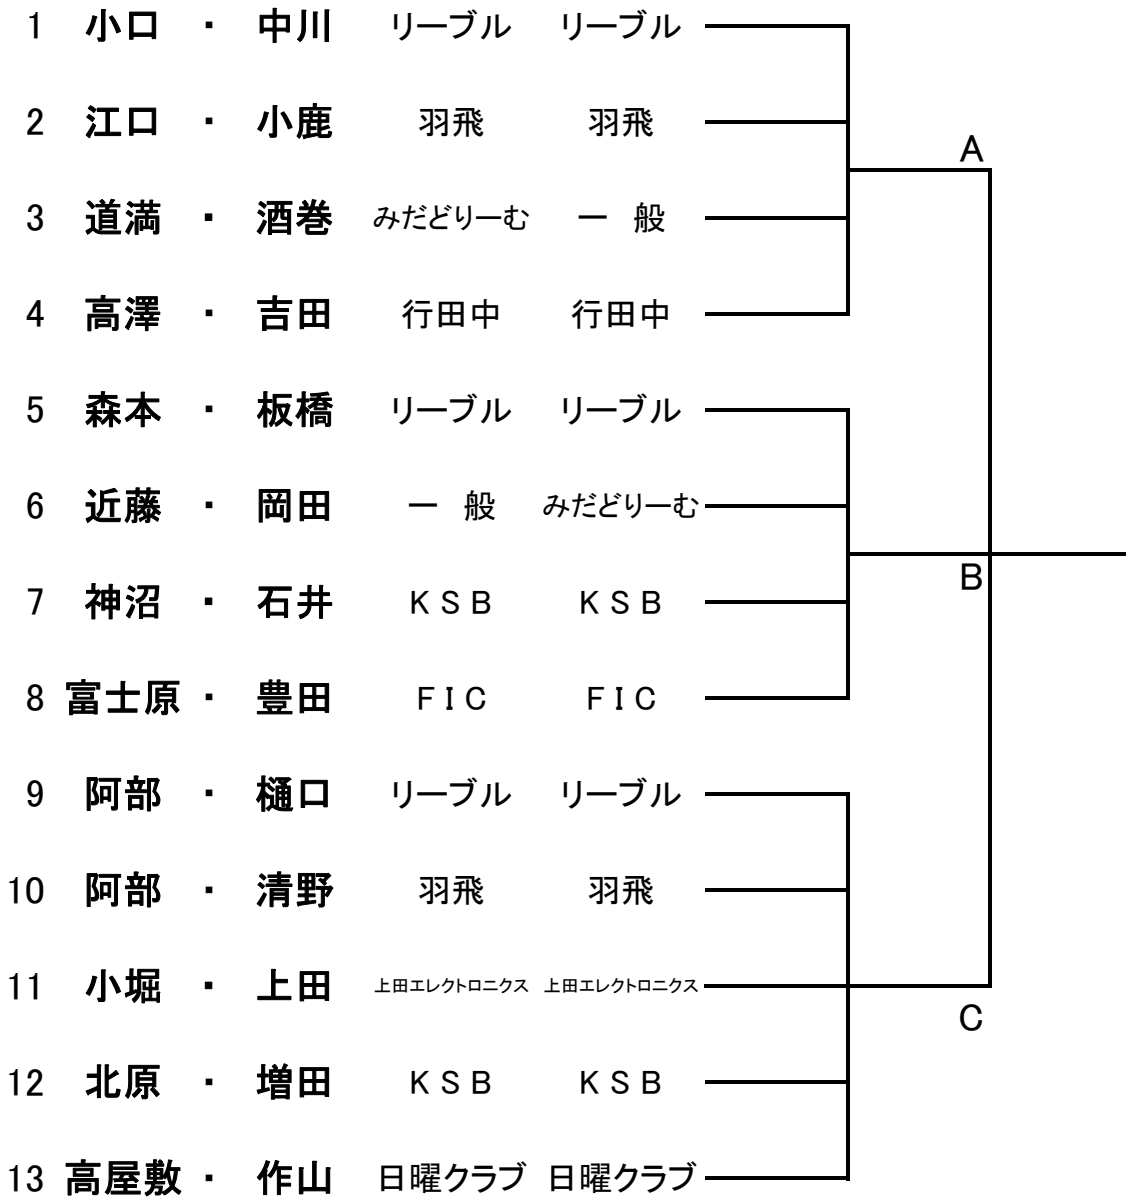 1 小口 ・ 中川 リーブル リーブル
2 江口 ・ 小鹿 羽飛 羽飛
A
3 道満 ・ 酒巻 みだどりーむ 一 般
4 高澤 ・ 吉田 行田中 行田中
5 森本 ・ 板橋 リーブル リーブル
6 近藤 ・ 岡田 一 般 みだどりーむ
B
7 神沼 ・ 石井 KSB KSB
8 富士原 ・ 豊田 FIC FIC
9 阿部 ・ 樋口 リーブル リーブル
10 阿部 ・ 清野 羽飛 羽飛
11 小堀 ・ 上田 上田エレクトロニクス 上田エレクトロニクス
C
12 北原 ・ 増田 KSB KSB
13 高屋敷 ・ 作山 日曜クラブ 日曜クラブ